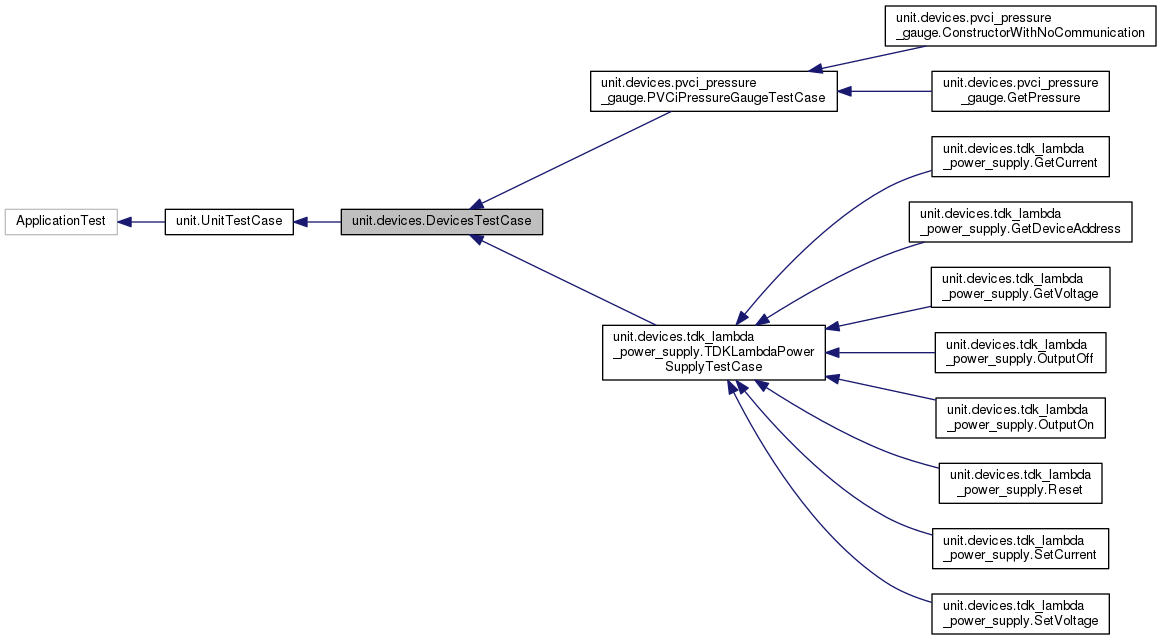 unit.devices.pvci_pressure
_gauge.ConstructorWithNoCommunication
unit.devices.pvci_pressure
_gauge.PVCiPressureGaugeTestCase
unit.devices.pvci_pressure
_gauge.GetPressure
unit.devices.tdk_lambda
_power_supply.GetCurrent
ApplicationTest
unit.UnitTestCase
unit.devices.DevicesTestCase
unit.devices.tdk_lambda
_power_supply.GetDeviceAddress
unit.devices.tdk_lambda
_power_supply.GetVoltage
unit.devices.tdk_lambda
_power_supply.TDKLambdaPower
SupplyTestCase
unit.devices.tdk_lambda
_power_supply.OutputOff
unit.devices.tdk_lambda
_power_supply.OutputOn
unit.devices.tdk_lambda
_power_supply.Reset
unit.devices.tdk_lambda
_power_supply.SetCurrent
unit.devices.tdk_lambda
_power_supply.SetVoltage